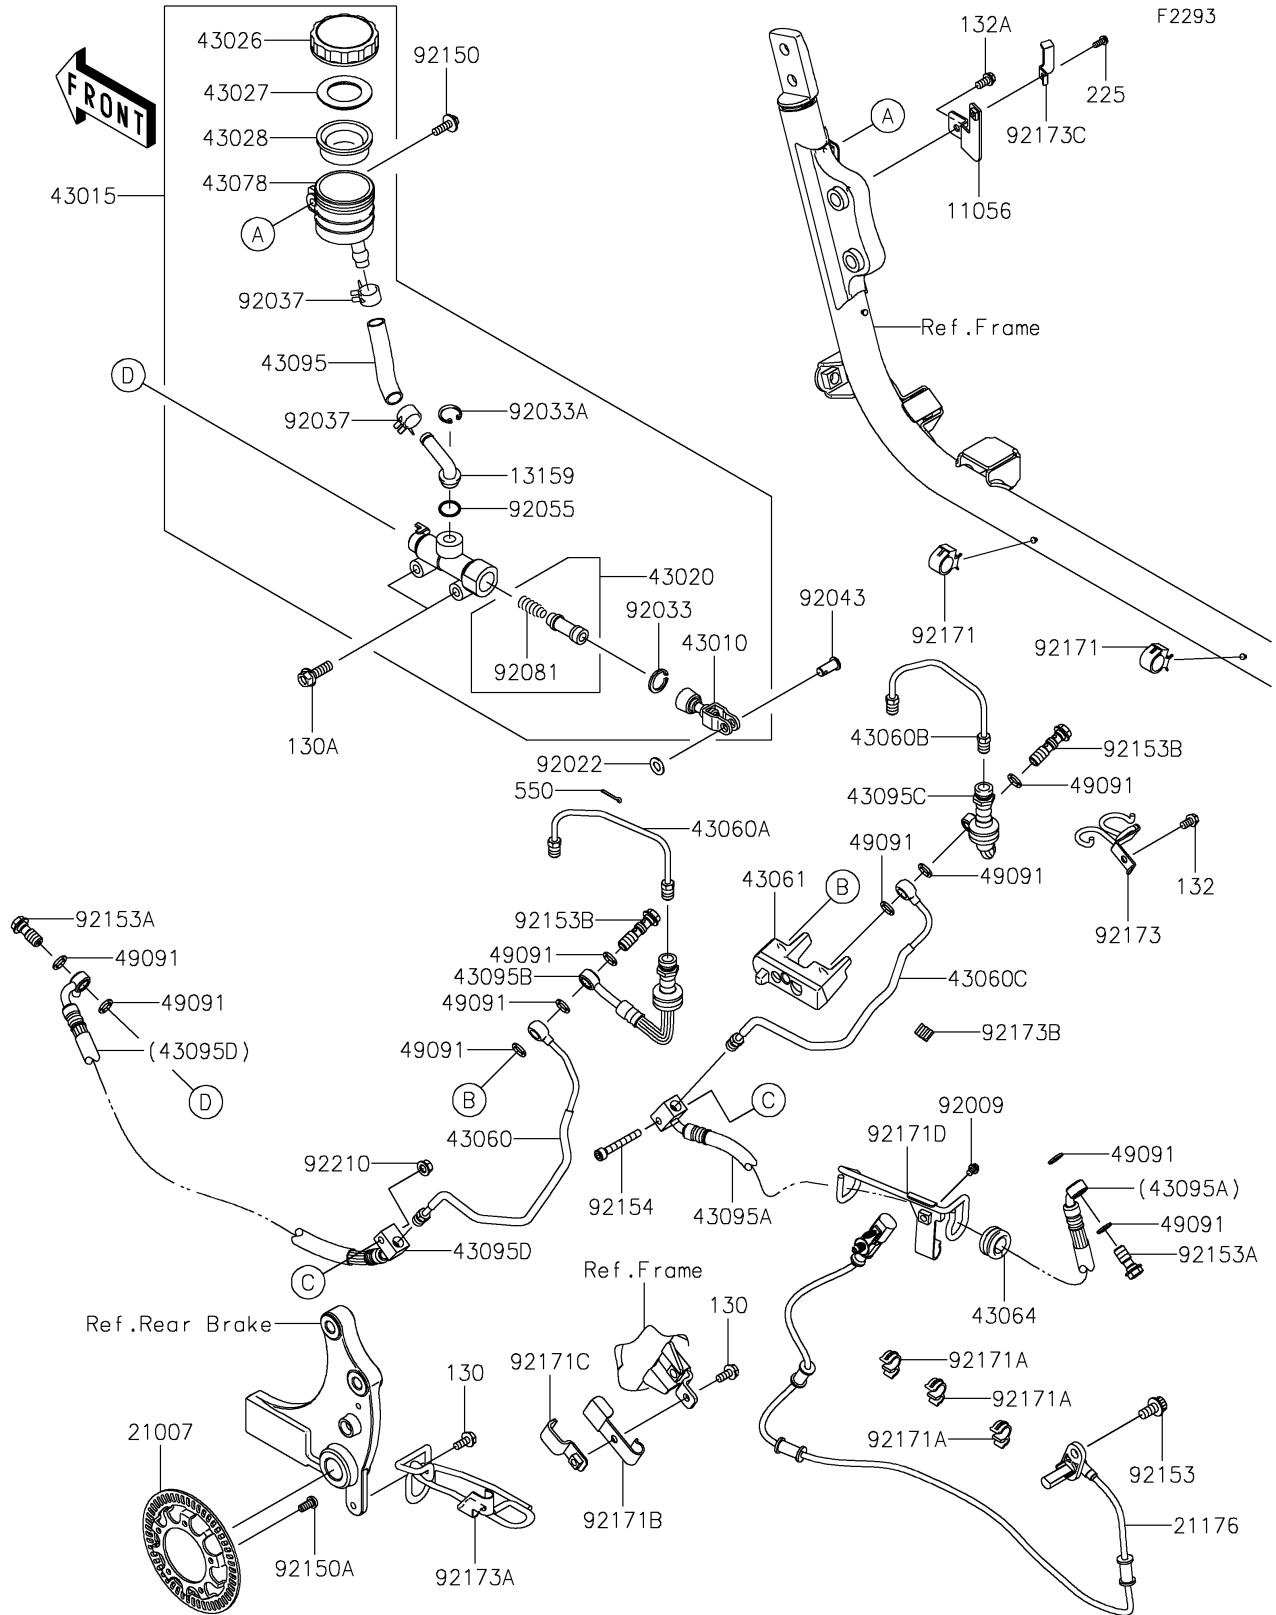 F2293
132A
43026
92150
FRONT
43027
225
A
92173C
43028
43078
43015
11056
A
92037
Ref.Frame
43095
D
92033A
92037
13159
92055
43020
92043
92033
92171
43010
92171
92081
43060B
130A
92153B
92022
49091
550
43095C
43060A
49091
49091
43061
B
132
92153A
92153B
92173
49091
49091
43095B
43060C
49091
49091
92173B
(43095D)
49091
D
B
C
92009
43060
92171D
49091
92210
(43095A)
92154
43095A
49091
43095D
92153A
C
Ref.Frame
43064
130
Ref.Rear Brake
92171C
92171A
130
92171A
21007
92171A
92153
92171B
21176
92150A
92173A